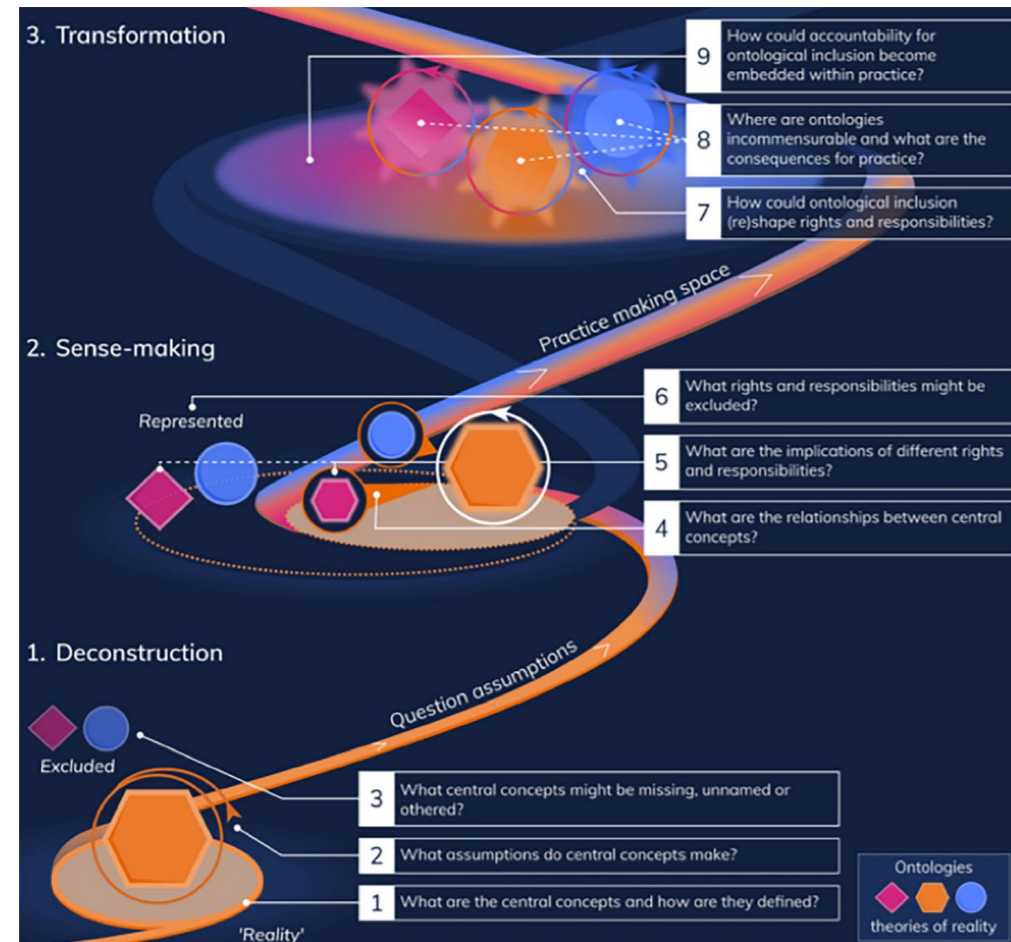 3. Transformation
9
How could accountability for
ontological inclusion become
embedded within practice?
8
Where are ontologies
incommensurable and what are the
consequences for practice?
7
How could ontological inclusion
(re)shape rights and responsibilities?
Practice making space
2. Sense-making
Represented
6
What rights and responsibilities might be
excluded?
5
What are the implications of different rights
and responsibilities?
4
What are the relationships between central
concepts?
1. Deconstruction
Question assumptions
Excluded
3
What central concepts might be missing, unnamed or
othered?
2
What assumptions do central concepts make?
1
What are the central concepts and how are they defined?
'Reality'
Ontologies
theories of reality